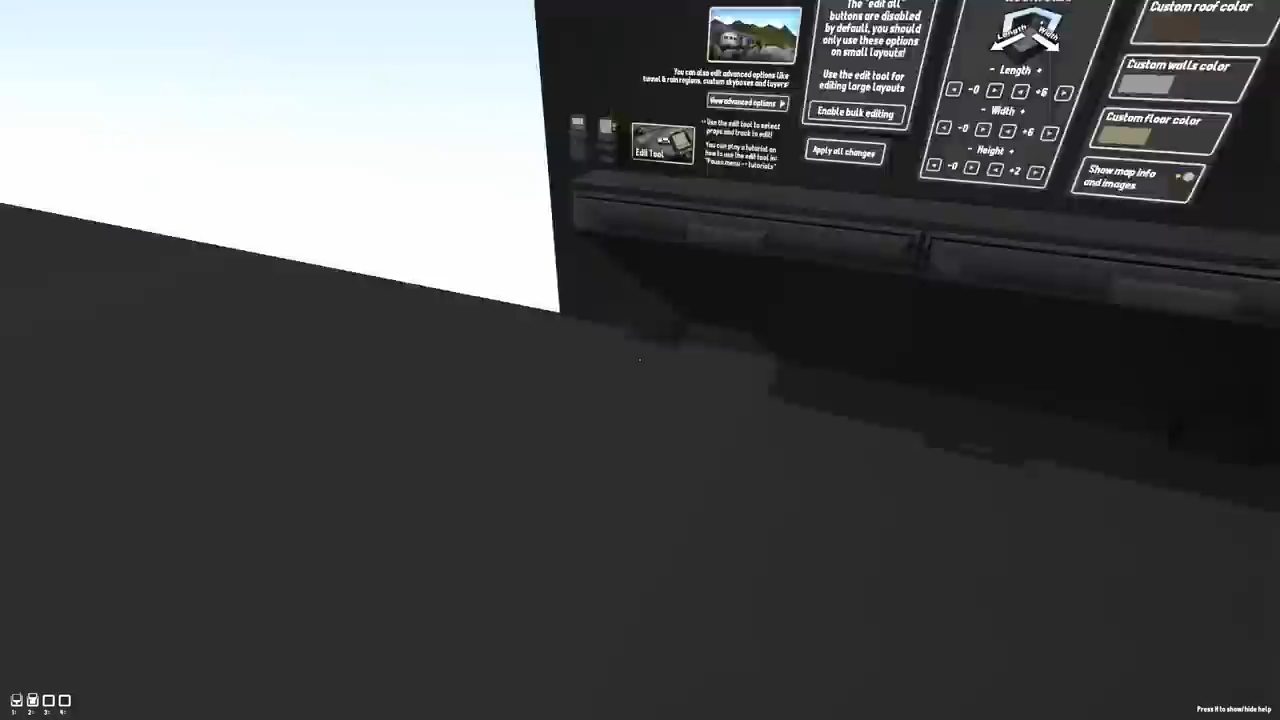 You can also edit advanced options like
tunnel & rain regions, custom skyboxes and layers!
View advanced options
Edit Tool
Use the edit tool to select
props and track to edit!
You can play a tutorial on
how to use the edit tool in:
"Pause menu -- tutorials"
The "edit all"
buttons are disabled
by default, you should
only use these options
on small layouts!
Use the edit tool for
editing large layouts
Enable bulk editing
Apply all changes
Length Width
- Length +
-0 +6
- Width +
-0 +6
- Height +
-0 +2
Custom roof color
Custom walls color
Custom floor color
Show map info
and images
1: 2: 3: 4:
Press H to show/hide help